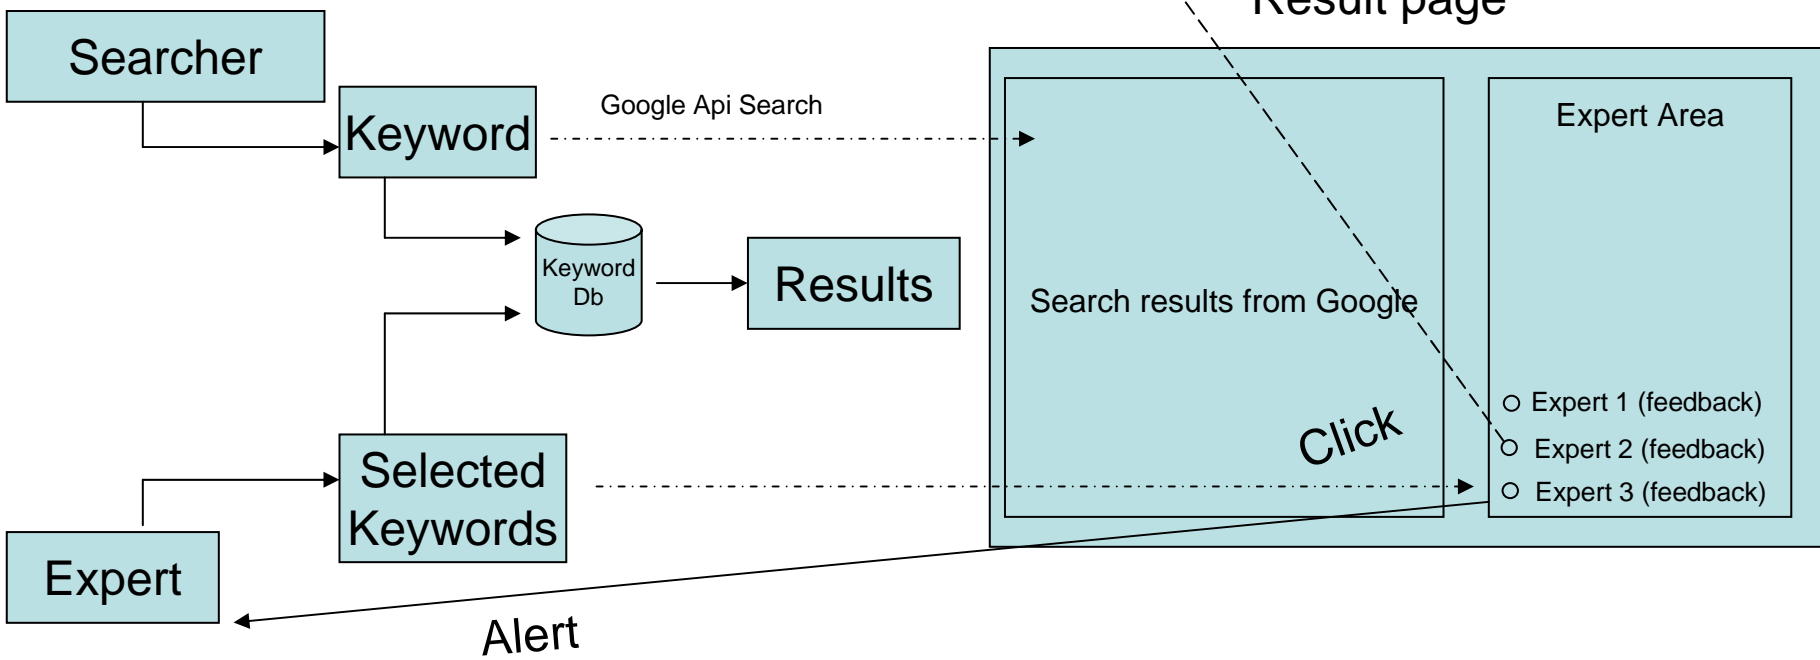 Result page
Searcher
Keyword
Google Api Search
Expert Area
Keyword
Db
Results
Search results from Google
Expert 1 (feedback)
Click
Expert 2 (feedback)
Selected
Keywords
Expert 3 (feedback)
Expert
Alert